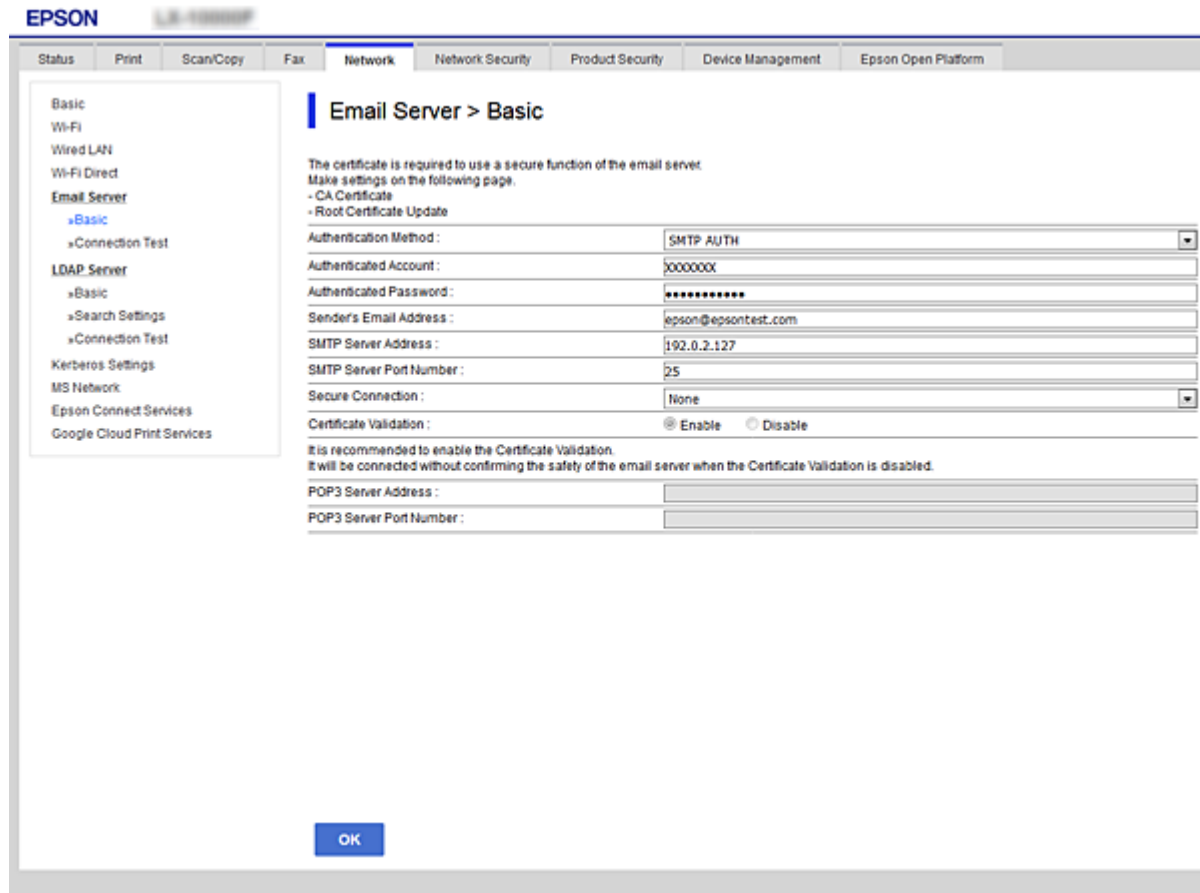 EPSON
Status Print Scan/Copy Fax Network Network Security Product Security Device Management Epson Open Platform
Basic
Wi-Fi
Wired LAN
Wi-Fi Direct
Email Server
»Basic
»Connection Test
LDAP Server
»Basic
»Search Settings
»Connection Test
Kerberos Settings
MS Network
Epson Connect Services
Google Cloud Print Services
Email Server > Basic
The certificate is required to use a secure function of the email server.
Make settings on the following page.
- CA Certificate
- Root Certificate Update
Authentication Method : SMTP AUTH
Authenticated Account : XXXXXXX
Authenticated Password : •••••••••••
Sender's Email Address : epson@epsontest.com
SMTP Server Address : 192.0.2.127
SMTP Server Port Number : 25
Secure Connection : None
Certificate Validation : Enable Disable
It is recommended to enable the Certificate Validation.
It will be connected without confirming the safety of the email server when the Certificate Validation is disabled.
POP3 Server Address :
POP3 Server Port Number :
OK